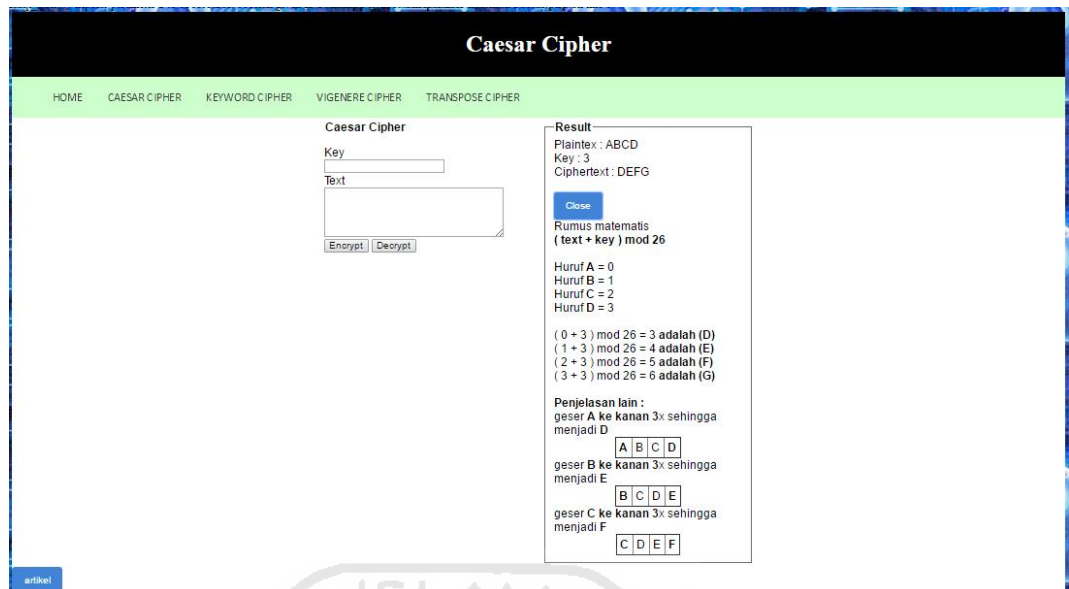 Caesar Cipher
HOME CAESAR CIPHER KEYWORD CIPHER VIGENERE CIPHER TRANSPOSE CIPHER
Caesar Cipher
Key
Text
Encrypt Decrypt
Result
Plaintex : ABCD
Key : 3
Ciphertext : DEFG
Close
Rumus matematis
( text + key ) mod 26
Huruf A = 0
Huruf B = 1
Huruf C = 2
Huruf D = 3
( 0 + 3 ) mod 26 = 3 adalah (D)
( 1 + 3 ) mod 26 = 4 adalah (E)
( 2 + 3 ) mod 26 = 5 adalah (F)
( 3 + 3 ) mod 26 = 6 adalah (G)
Penjelasan lain :
geser A ke kanan 3x sehingga
menjadi D
A B C D
geser B ke kanan 3x sehingga
menjadi E
B C D E
geser C ke kanan 3x sehingga
menjadi F
C D E F
artikel